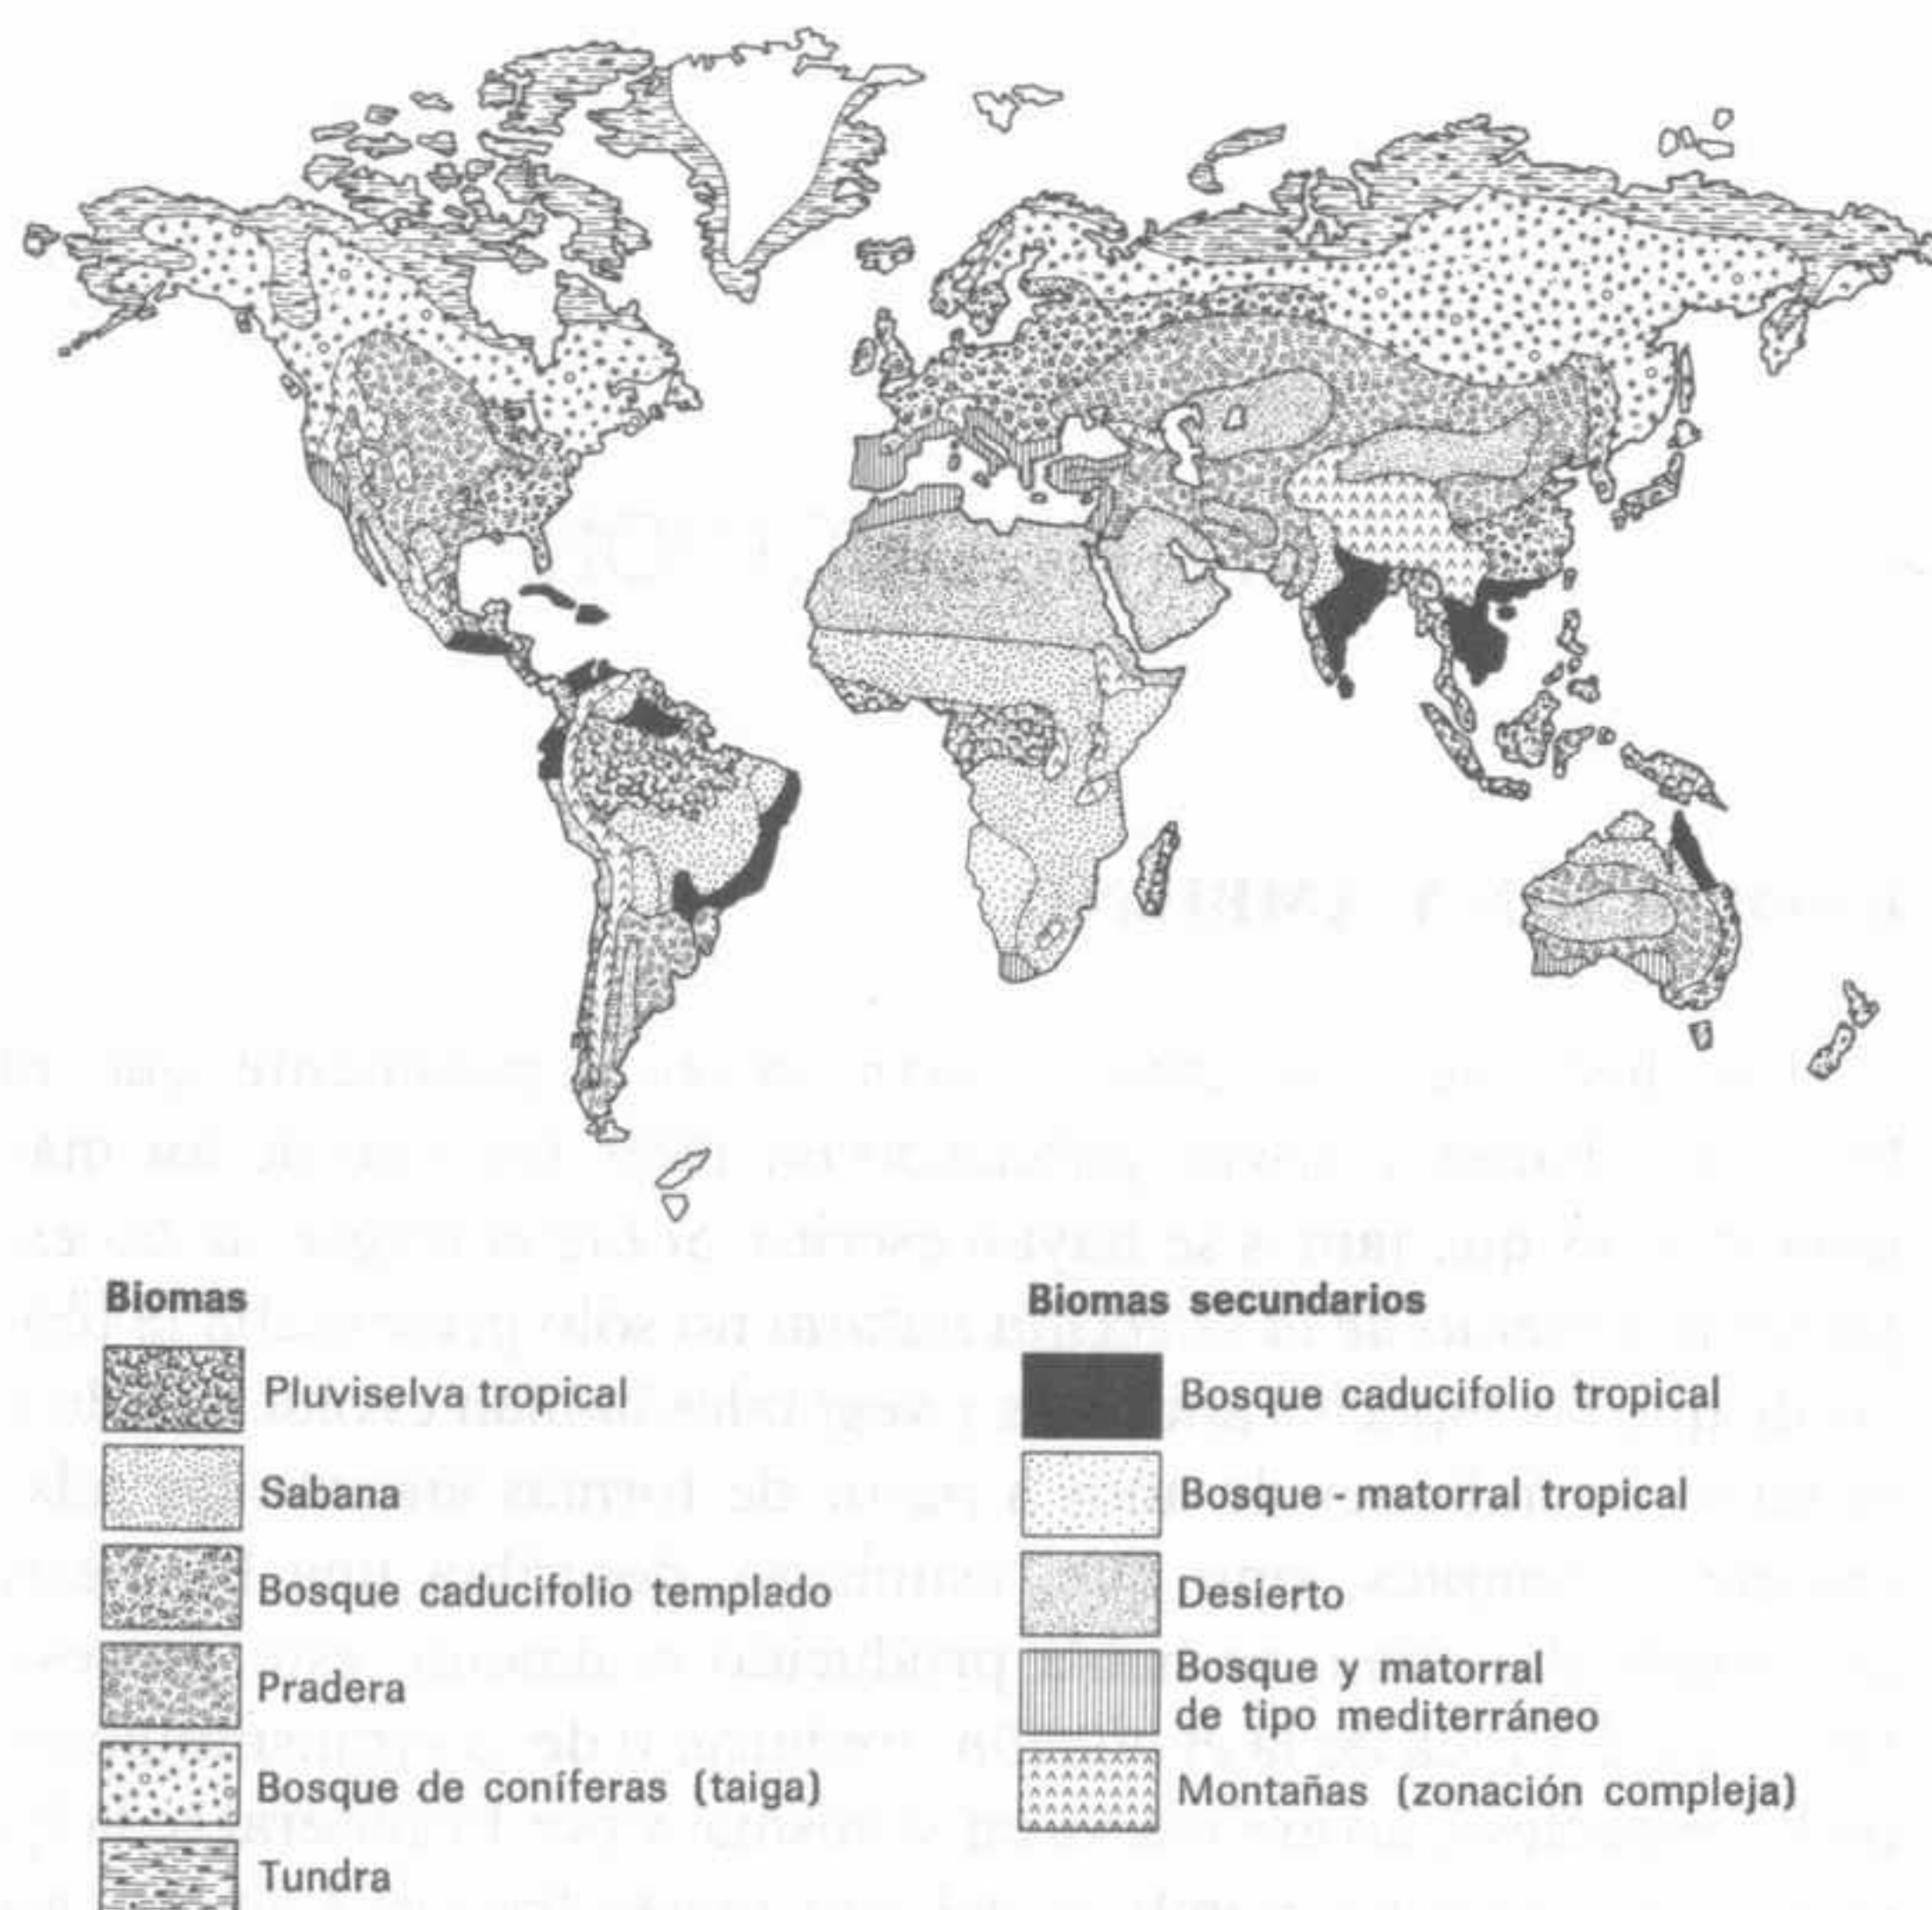 Biomas
Pluviselva tropical
Sabana
Bosque caducifolio templado
Pradera
Bosque de coníferas (taiga)
Tundra
Biomas secundarios
Bosque caducifolio tropical
Bosque - matorral tropical
Desierto
Bosque y matorral
de tipo mediterráneo
Montañas (zonación compleja)